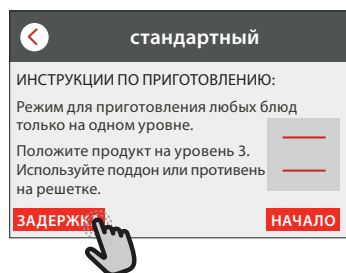 стандартный
ИНСТРУКЦИИ ПО ПРИГОТОВЛЕНИЮ:
Режим для приготовления любых блюд
только на одном уровне.
Положите продукт на уровень 3.
Используйте поддон или противень
на решетке.
ЗАДЕРЖКА НАЧАЛО